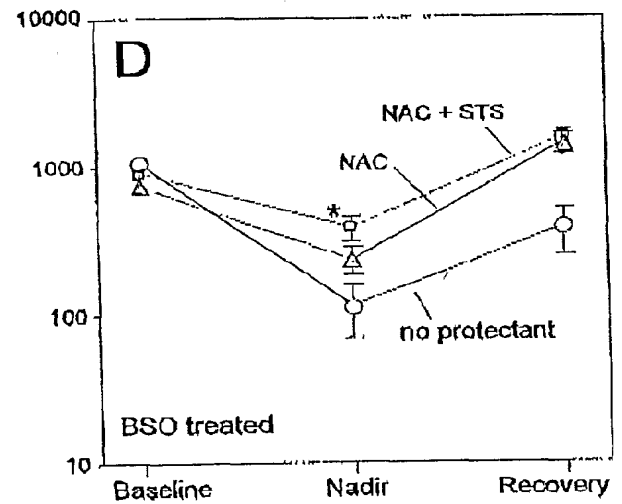 10000
D
NAC + STS
NAC
1000
*
100
no protectant
BSO treated
10
Baseline
Nadir
Recovery